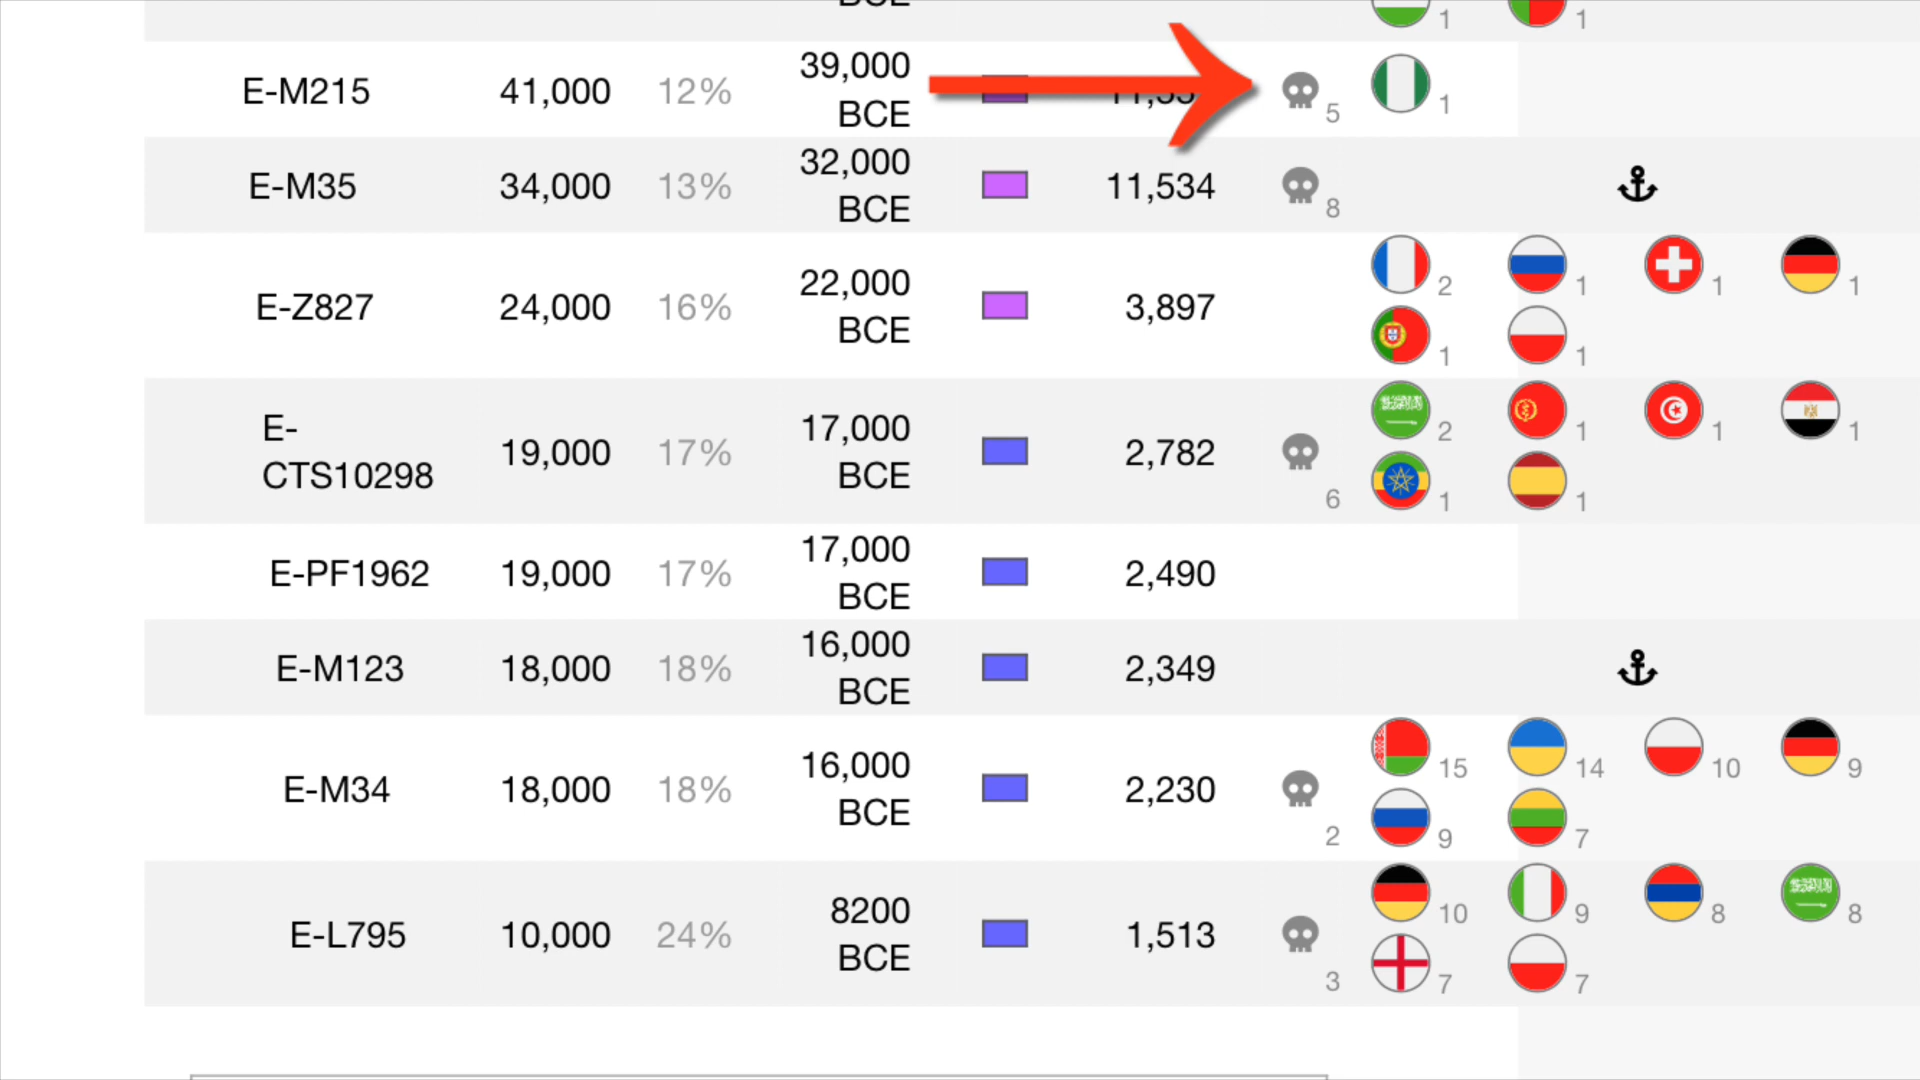 1 1
E-M215 41,000 12% 39,000 BCE 5 1
E-M35 34,000 13% 32,000 BCE 11,534 8
E-Z827 24,000 16% 22,000 BCE 3,897 2 1 1 1
1 1
E-CTS10298 19,000 17% 17,000 BCE 2,782 6 2 1 1 1
1 1
E-PF1962 19,000 17% 17,000 BCE 2,490
E-M123 18,000 18% 16,000 BCE 2,349
E-M34 18,000 18% 16,000 BCE 2,230 2 15 14 10 9
9 7
E-L795 10,000 24% 8200 BCE 1,513 3 10 9 8 8
7 7